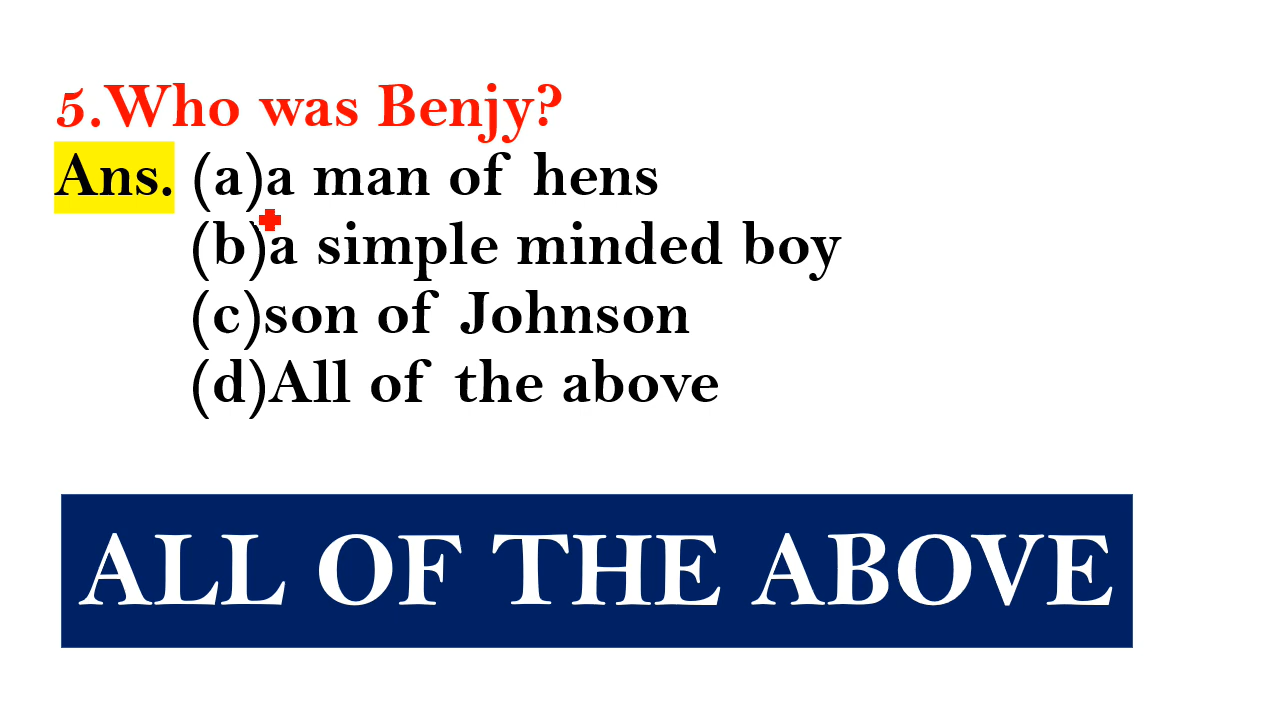 5.Who was Benjy?
Ans. (a)a man of hens
(b)a simple minded boy
(c)son of Johnson
(d)All of the above
ALL OF THE ABOVE